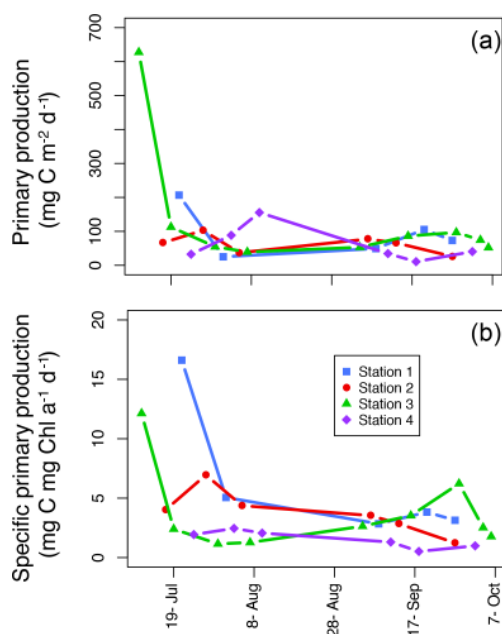 (a)
Primary production
(mg C m-2 d-1)
700
500
300
100
0
(b)
Specific primary production
(mg C mg Chl a-1 d-1)
20
15
10
5
0
Station 1
Station 2
Station 3
Station 4
19- Jul
8- Aug
28- Aug
17- Sep
7- Oct